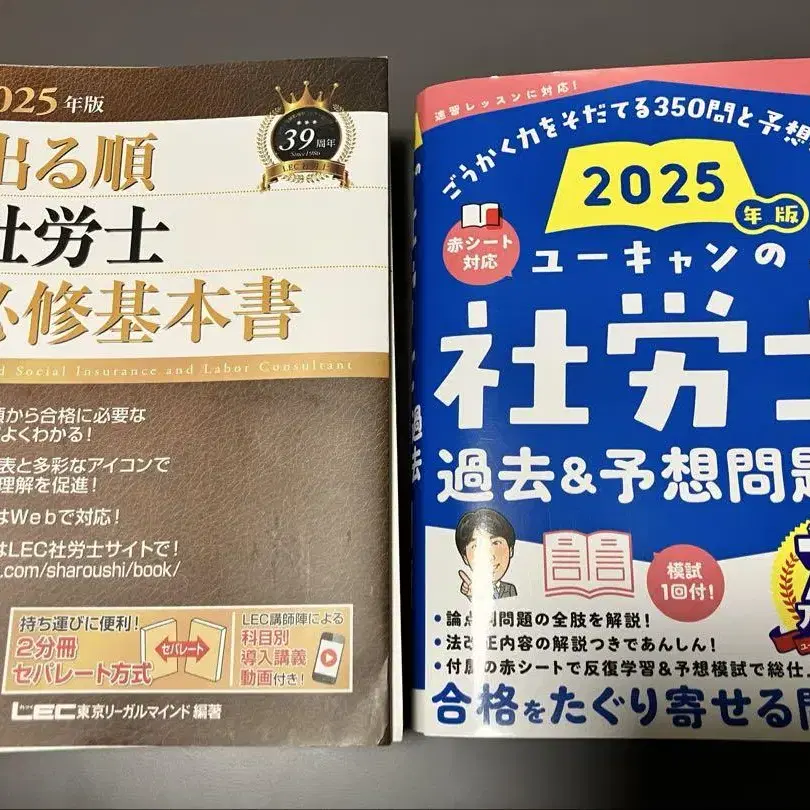 025年版
出る順
社労士
必修基本書
d Social Insurance and Labor Consultant
39周年
Since1986
LEC社労士
から合格に必要な
よくわかる!
表と多彩なアイコンで
理解を促進!
はWebで対応!
はLEC社労士サイトで!
.com/sharoushi/book/
持ち運びに便利!
2分冊
セパレート方式
セパレート
LEC講師陣による
科目別
導入講義
動画付き!
LEC東京リーガルマインド 編著
速習レッスンに対応!
ごうかく力をそだてる350問と予想
2025
年版
赤シート
対応
ユーキャンの
社労士
過去&予想問題
過去
模試
1回付!
・論点別問題の全肢を解説!
・法改正内容の解説つきであんしん!
・付属の赤シートで反復学習&予想模試で総仕上
合格をたぐり寄せる問